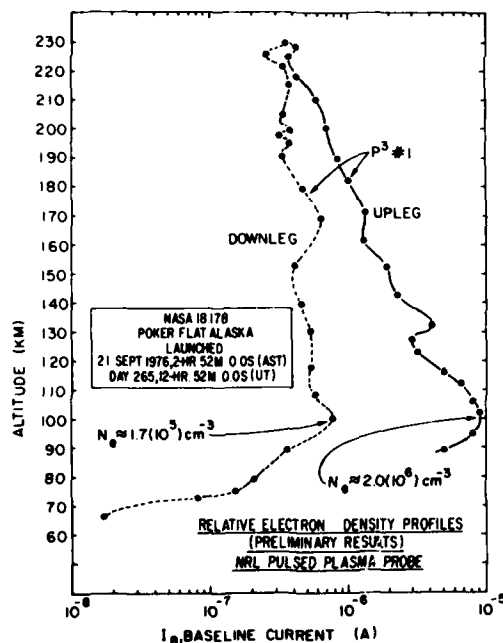 230
220
210
200
190
180
170
160
150
140
130
120
110
100
90
80
70
60
ALTITUDE (KM)
P³ #1
UPLEG
DOWNLEG
NASA 18 178
POKER FLAT ALASKA
LAUNCHED
21 SEPT 1976, 2-HR 52M 0.0S (AST)
DAY 265, 12-HR 52M 0.0S (UT)
Ne ≈ 1.7(10⁵) cm⁻³
Ne ≈ 2.0(10⁶) cm⁻³
RELATIVE ELECTRON DENSITY PROFILES
(PRELIMINARY RESULTS)
NRL PULSED PLASMA PROBE
10⁻⁸ 10⁻⁷ 10⁻⁶ 10⁻⁵
BASELINE CURRENT (A)